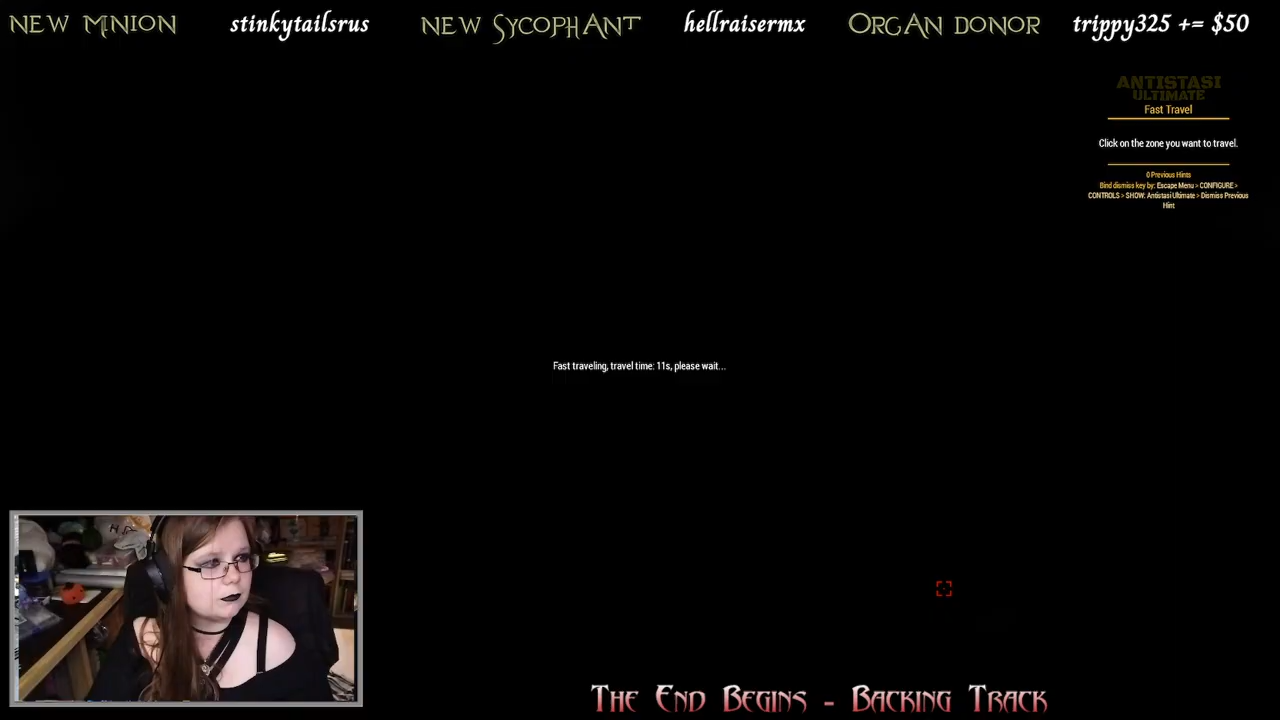 NEW MINION stinkytailsrus NEW SYCOPHANT hellraisermx ORGAN DONOR trippy325 += $50
ANTISTASI
ULTIMATE
Fast Travel
Click on the zone you want to travel.
0 Previous Hints
Bind dismiss key by: Escape Menu > CONFIGURE >
CONTROLS > SHOW: Antistasi Ultimate > Dismiss Previous
Hint
Fast traveling, travel time: 11s, please wait...
The End Begins - Backing Track